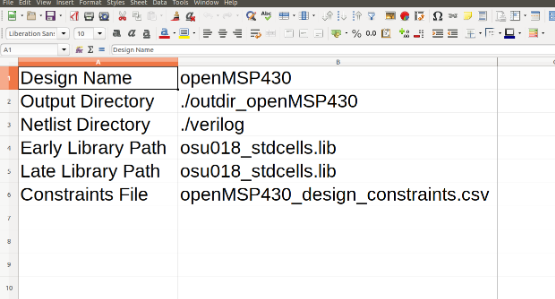 File Edit View Insert Format Styles Sheet Data Tools Window Help
Liberation Sans 10
A1 Design Name
A B
1 Design Name openMSP430
2 Output Directory ./outdir_openMSP430
3 Netlist Directory ./verilog
4 Early Library Path osu018_stdcells.lib
5 Late Library Path osu018_stdcells.lib
6 Constraints File openMSP430_design_constraints.csv
7
8
9
10